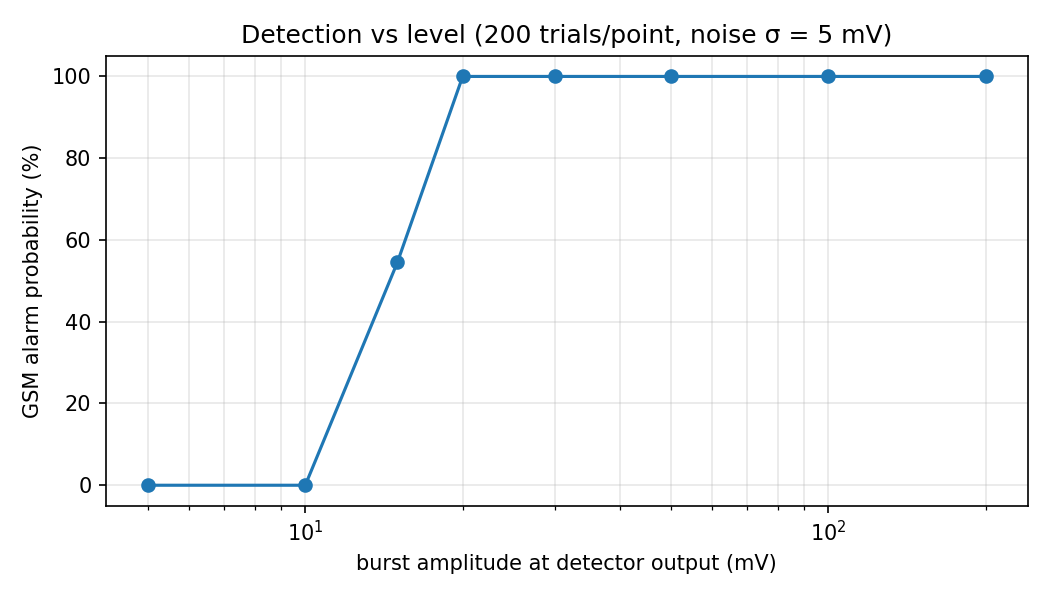 Detection vs level (200 trials/point, noise σ = 5 mV)
GSM alarm probability (%)
100
80
60
40
20
0
10¹ 10²
burst amplitude at detector output (mV)